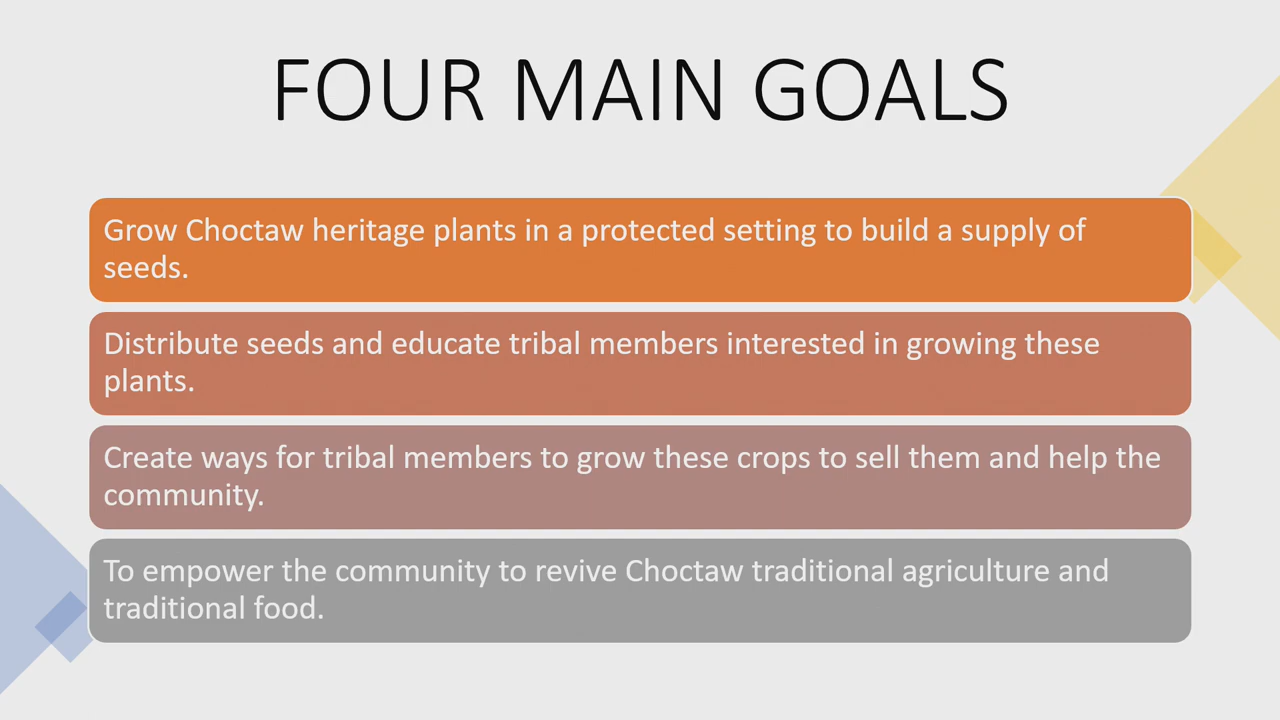 FOUR MAIN GOALS
Grow Choctaw heritage plants in a protected setting to build a supply of
seeds.
Distribute seeds and educate tribal members interested in growing these
plants.
Create ways for tribal members to grow these crops to sell them and help the
community.
To empower the community to revive Choctaw traditional agriculture and
traditional food.